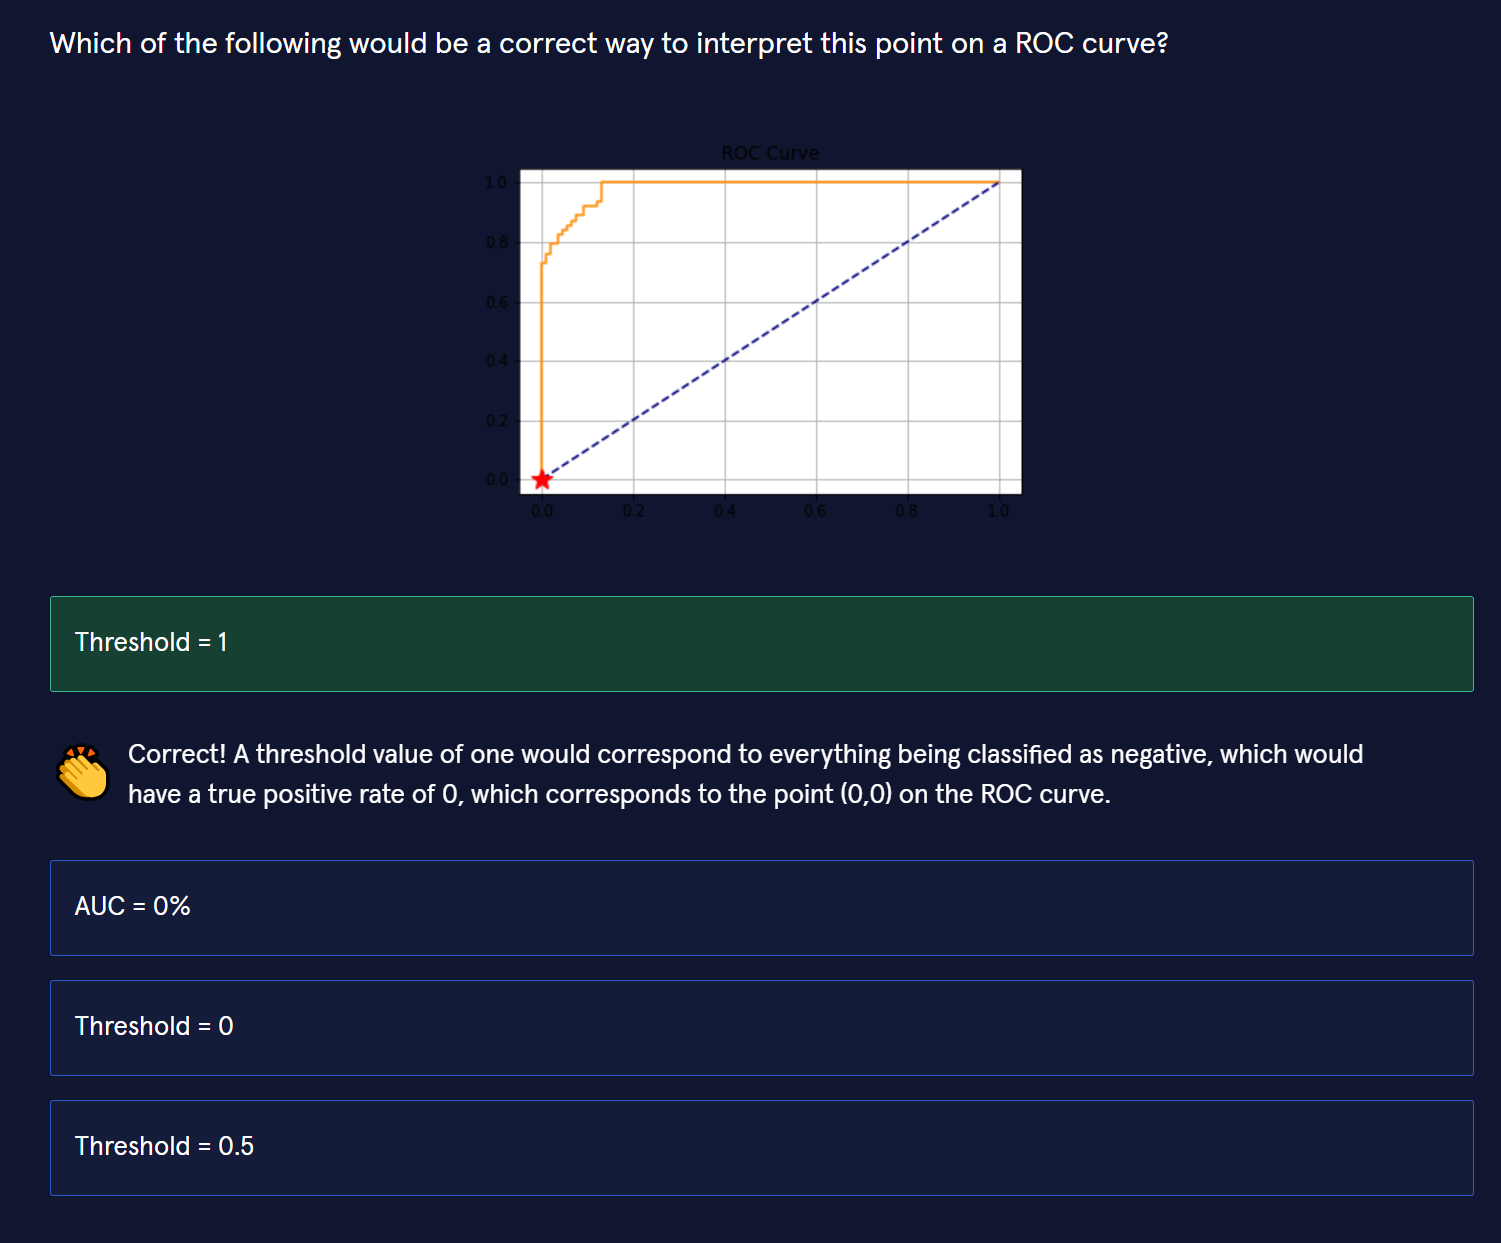 Which of the following would be a correct way to interpret this point on a ROC curve?
ROC Curve
1.0
0.8
0.6
0.4
0.2
0.0
0.0 0.2 0.4 0.6 0.8 1.0
Threshold = 1
Correct! A threshold value of one would correspond to everything being classified as negative, which would
have a true positive rate of 0, which corresponds to the point (0,0) on the ROC curve.
AUC = 0%
Threshold = 0
Threshold = 0.5